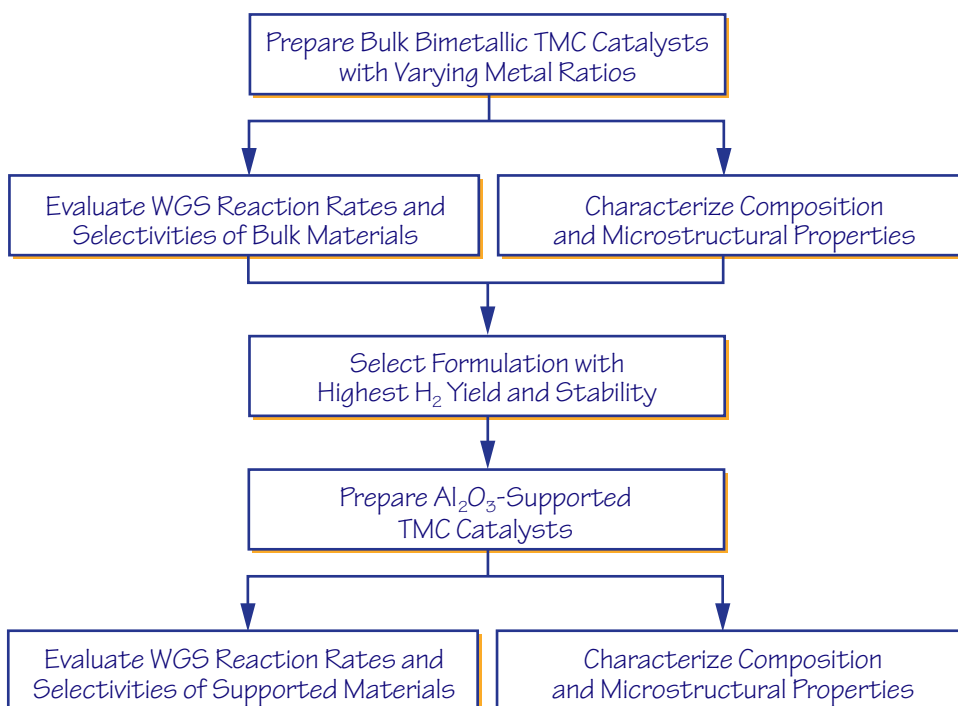 Prepare Bulk Bimetallic TMC Catalysts
with Varying Metal Ratios
Evaluate WGS Reaction Rates and
Selectivities of Bulk Materials
Characterize Composition
and Microstructural Properties
Select Formulation with
Highest H₂ Yield and Stability
Prepare Al₂O₃-Supported
TMC Catalysts
Evaluate WGS Reaction Rates and
Selectivities of Supported Materials
Characterize Composition
and Microstructural Properties